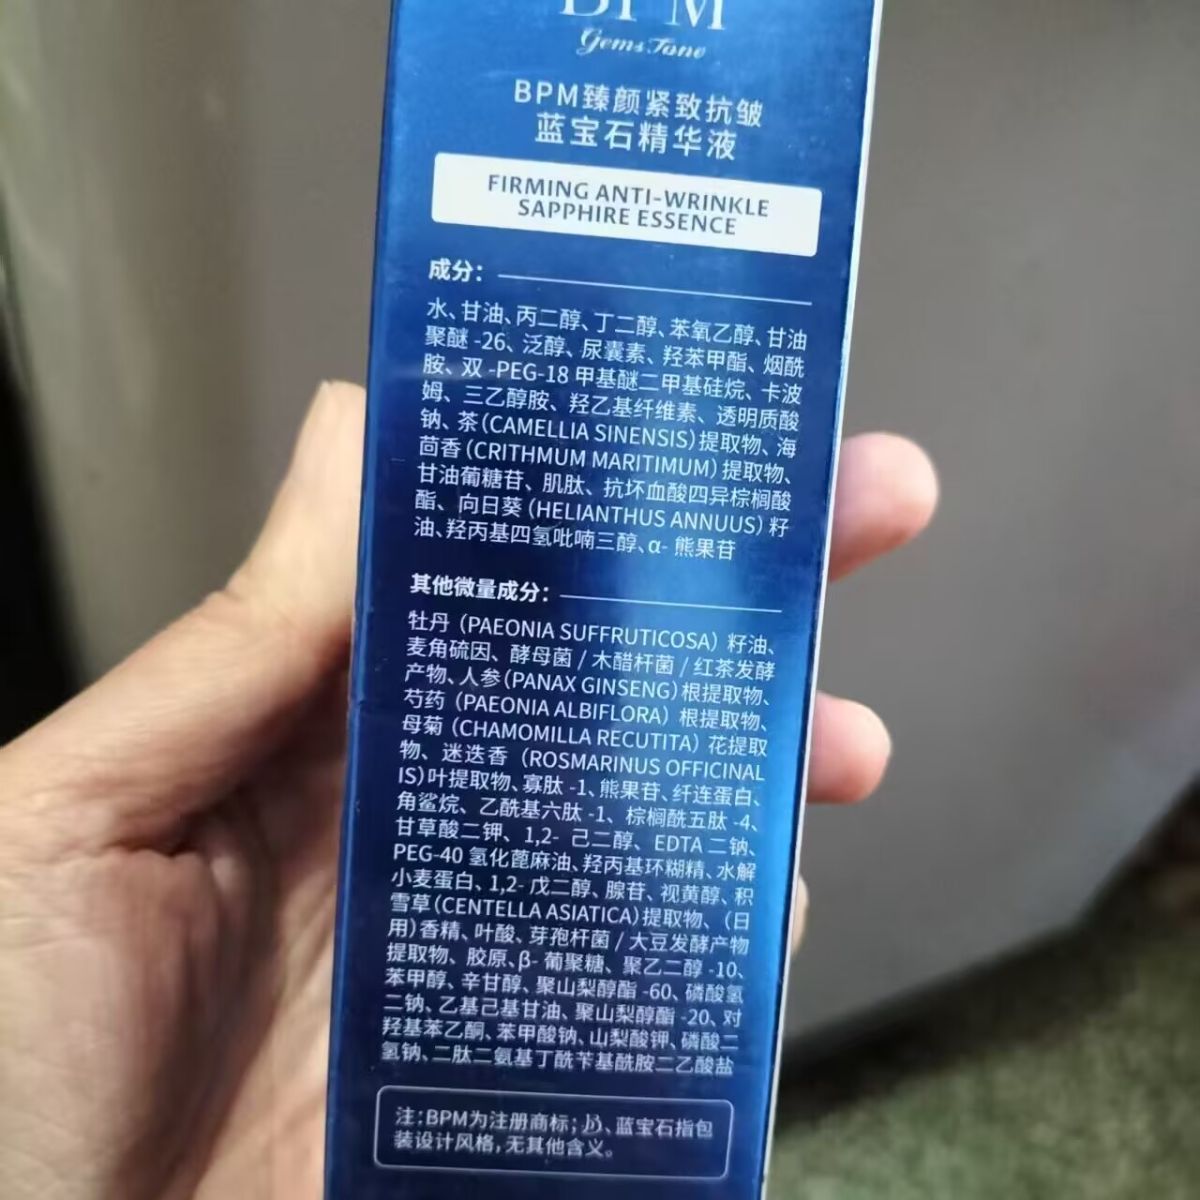 BPM
Gems Tone
BPM臻颜紧致抗皱
蓝宝石精华液
FIRMING ANTI-WRINKLE
SAPPHIRE ESSENCE
成分：
水、甘油、丙二醇、丁二醇、苯氧乙醇、甘油
聚醚 -26、泛醇、尿囊素、羟苯甲酯、烟酰
胺、双 -PEG-18 甲基醚二甲基硅烷、卡波
姆、三乙醇胺、羟乙基纤维素、透明质酸
钠、茶(CAMELLIA SINENSIS)提取物、海
茴香(CRITHMUM MARITIMUM)提取物、
甘油葡糖苷、肌肽、抗坏血酸四异棕榈酸
酯、向日葵(HELIANTHUS ANNUUS)籽
油、羟丙基四氢吡喃三醇、α- 熊果苷
其他微量成分：
牡丹（PAEONIA SUFFRUTICOSA）籽油、
麦角硫因、酵母菌 / 木醋杆菌 / 红茶发酵
产物、人参(PANAX GINSENG)根提取物、
芍药（PAEONIA ALBIFLORA）根提取物、
母菊（CHAMOMILLA RECUTITA）花提取
物、迷迭香（ROSMARINUS OFFICINAL
IS)叶提取物、寡肽 -1、熊果苷、纤连蛋白、
角鲨烷、乙酰基六肽 -1、棕榈酰五肽 -4、
甘草酸二钾、1,2- 己二醇、EDTA 二钠、
PEG-40 氢化蓖麻油、羟丙基环糊精、水解
小麦蛋白、1,2- 戊二醇、腺苷、视黄醇、积
雪草(CENTELLA ASIATICA)提取物、（日
用)香精、叶酸、芽孢杆菌 / 大豆发酵产物
提取物、胶原、β- 葡聚糖、聚乙二醇 -10、
苯甲醇、辛甘醇、聚山梨醇酯 -60、磷酸氢
二钠、乙基己基甘油、聚山梨醇酯 -20、对
羟基苯乙酮、苯甲酸钠、山梨酸钾、磷酸二
氢钠、二肽二氨基丁酰苄基酰胺二乙酸盐
注：BPM为注册商标；、蓝宝石指包
装设计风格，无其他含义。